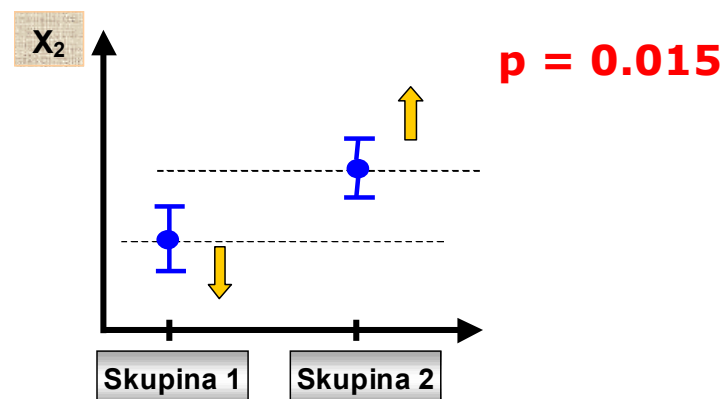 X₂
p = 0.015
Skupina 1
Skupina 2